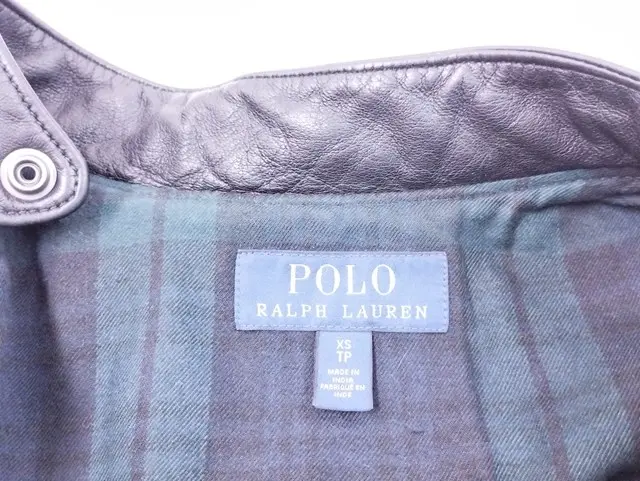 POLO
RALPH LAUREN
XS
TP
MADE IN
INDIA
FABRIQUÉ EN
INDE